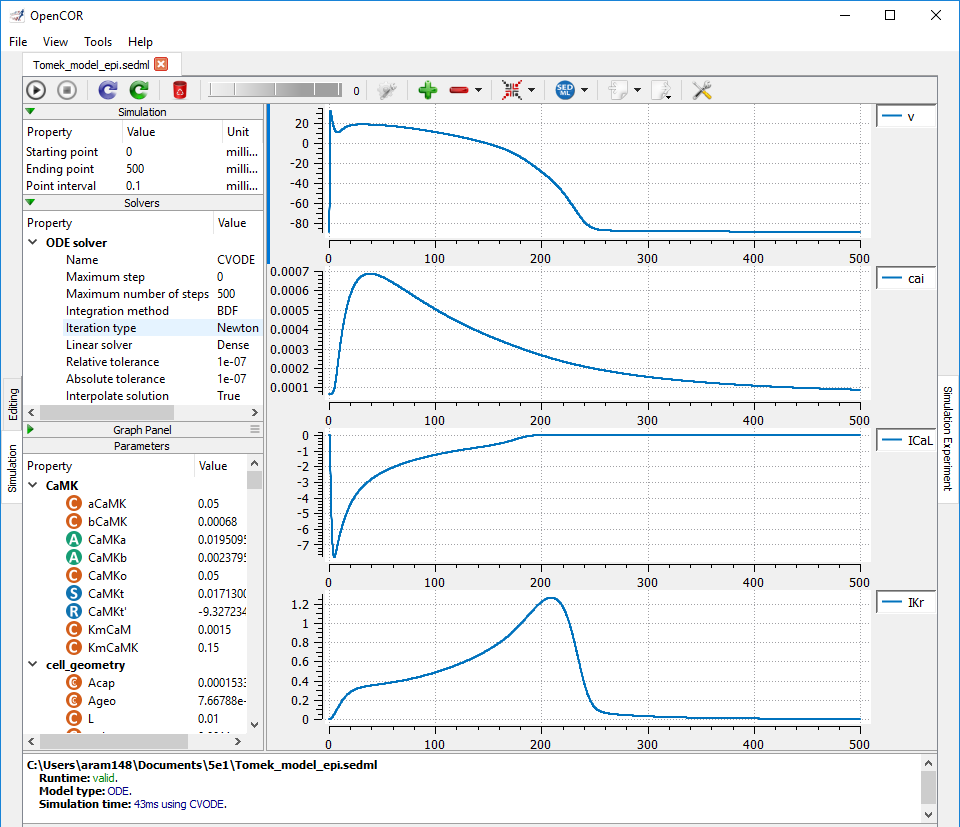 OpenCOR
File View Tools Help
Tomek_model_epi.sedml
0
SED ML
Simulation
Property Value Unit
Starting point 0 milli...
Ending point 500 milli...
Point interval 0.1 milli...
Solvers
Property Value
ODE solver
Name CVODE
Maximum step 0
Maximum number of steps 500
Integration method BDF
Iteration type Newton
Linear solver Dense
Relative tolerance 1e-07
Absolute tolerance 1e-07
Interpolate solution True
Graph Panel
Parameters
Property Value
CaMK
C aCaMK 0.05
C bCaMK 0.00068
A CaMKa 0.0195095
A CaMKb 0.0023795
C CaMKo 0.05
S CaMKt 0.0171300
R CaMKt' -9.327234
C KmCaM 0.0015
C KmCaMK 0.15
cell_geometry
C Acap 0.0001533
C Ageo 7.66788e-
C L 0.01
Editing
Simulation
20
0
-20
-40
-60
-80
0 100 200 300 400 500
v
0.0007
0.0006
0.0005
0.0004
0.0003
0.0002
0.0001
0 100 200 300 400 500
cai
0
-1
-2
-3
-4
-5
-6
-7
0 100 200 300 400 500
ICaL
1.2
1
0.8
0.6
0.4
0.2
0
0 100 200 300 400 500
IKr
Simulation Experiment
C:\Users\aram148\Documents\5e1\Tomek_model_epi.sedml
Runtime: valid.
Model type: ODE.
Simulation time: 43ms using CVODE.